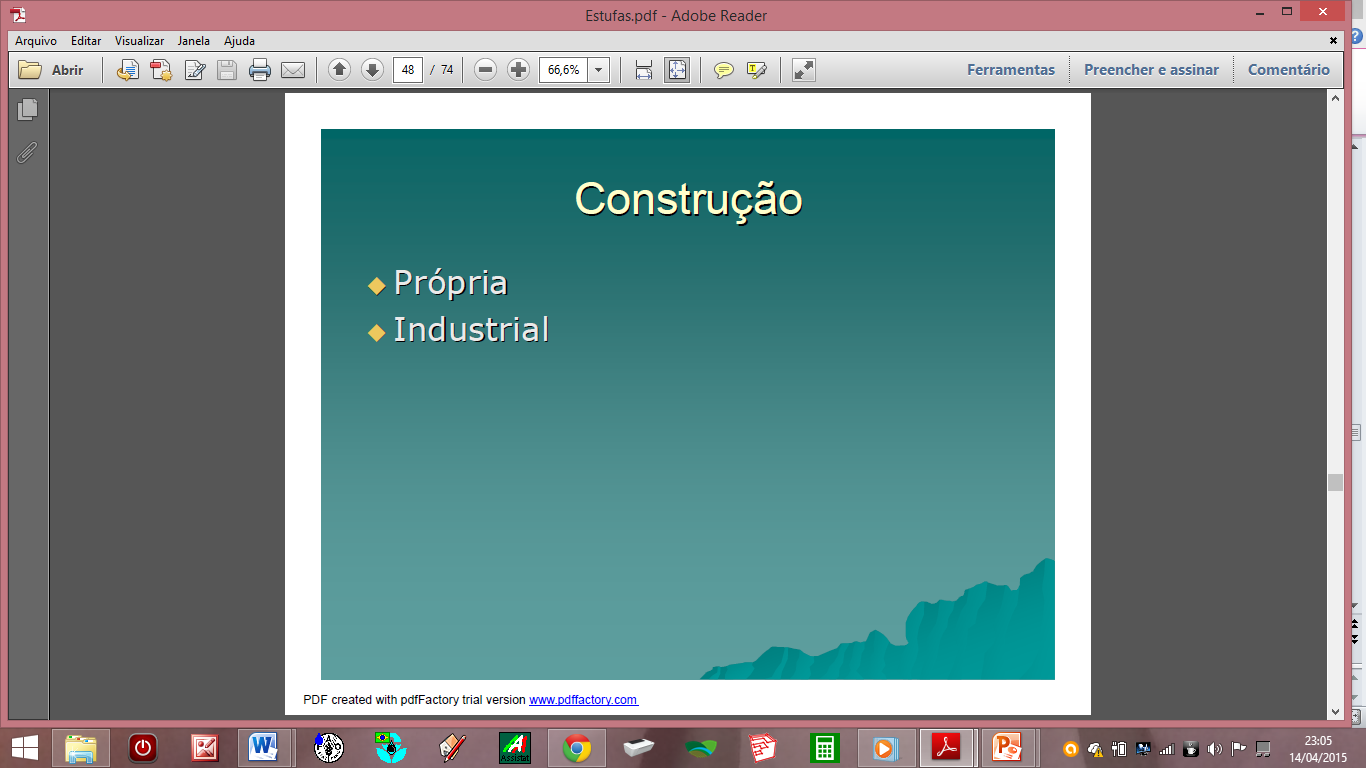 Estufas.pdf - Adobe Reader
Arquivo Editar Visualizar Janela Ajuda
Abrir 48 / 74 66,6% Ferramentas Preencher e assinar Comentário
Construção
Própria
Industrial
PDF created with pdfFactory trial version www.pdffactory.com
23:05
14/04/2015